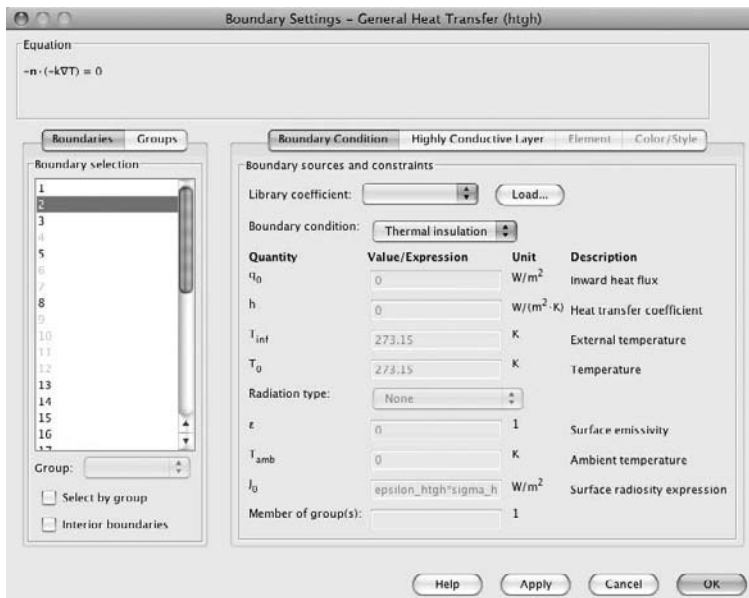 Boundary Settings – General Heat Transfer (htgh)
Equation
-n·(-k∇T) = 0
Boundaries Groups
Boundary selection
1
2
3
4
5
6
7
8
9
10
11
12
13
14
15
16
17
Group:
Select by group
Interior boundaries
Boundary Condition Highly Conductive Layer Element Color/Style
Boundary sources and constraints
Library coefficient: Load...
Boundary condition: Thermal insulation
Quantity Value/Expression Unit Description
q0 0 W/m² Inward heat flux
h 0 W/(m²·K) Heat transfer coefficient
Tinf 273.15 K External temperature
T0 273.15 K Temperature
Radiation type: None
ε 0 1 Surface emissivity
Tamb 0 K Ambient temperature
J0 epsilon_htgh*sigma_h W/m² Surface radiosity expression
Member of group(s): 1
Help Apply Cancel OK